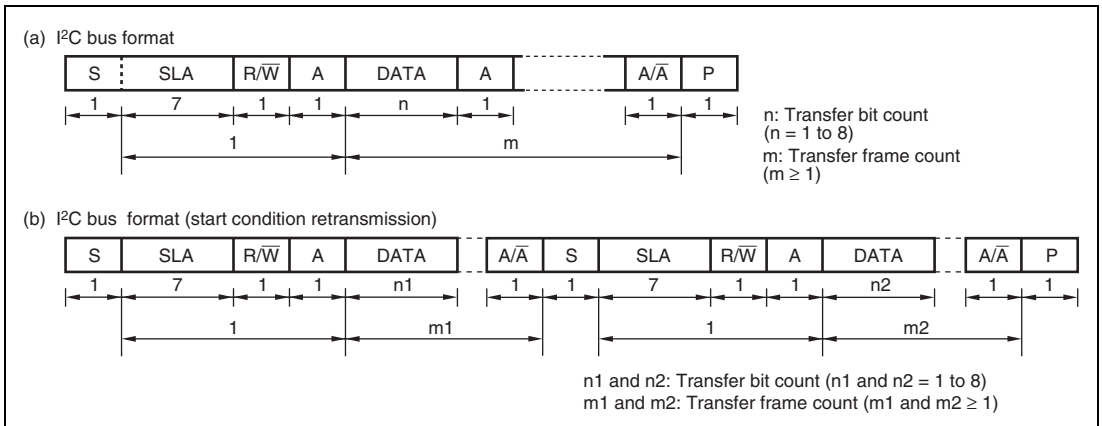 (a) I²C bus format
S SLA R/W̅ A DATA A A/A̅ P
1 7 1 1 n 1 1 1
1 m
n: Transfer bit count
(n = 1 to 8)
m: Transfer frame count
(m ≥ 1)
(b) I²C bus format (start condition retransmission)
S SLA R/W̅ A DATA A/A̅ S SLA R/W̅ A DATA A/A̅ P
1 7 1 1 n1 1 1 7 1 1 n2 1 1
1 m1 1 m2
n1 and n2: Transfer bit count (n1 and n2 = 1 to 8)
m1 and m2: Transfer frame count (m1 and m2 ≥ 1)